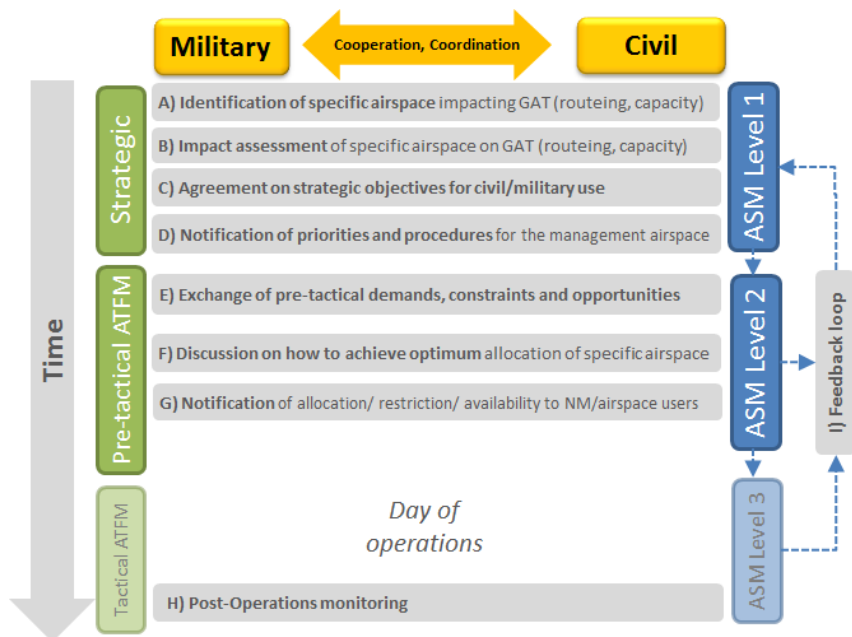 Military
Cooperation, Coordination
Civil
Time
Strategic
A) Identification of specific airspace impacting GAT (routeing, capacity)
B) Impact assessment of specific airspace on GAT (routeing, capacity)
C) Agreement on strategic objectives for civil/military use
D) Notification of priorities and procedures for the management airspace
ASM Level 1
Pre-tactical ATFM
E) Exchange of pre-tactical demands, constraints and opportunities
F) Discussion on how to achieve optimum allocation of specific airspace
G) Notification of allocation/ restriction/ availability to NM/airspace users
ASM Level 2
I) Feedback loop
Tactical ATFM
Day of
operations
H) Post-Operations monitoring
ASM Level 3